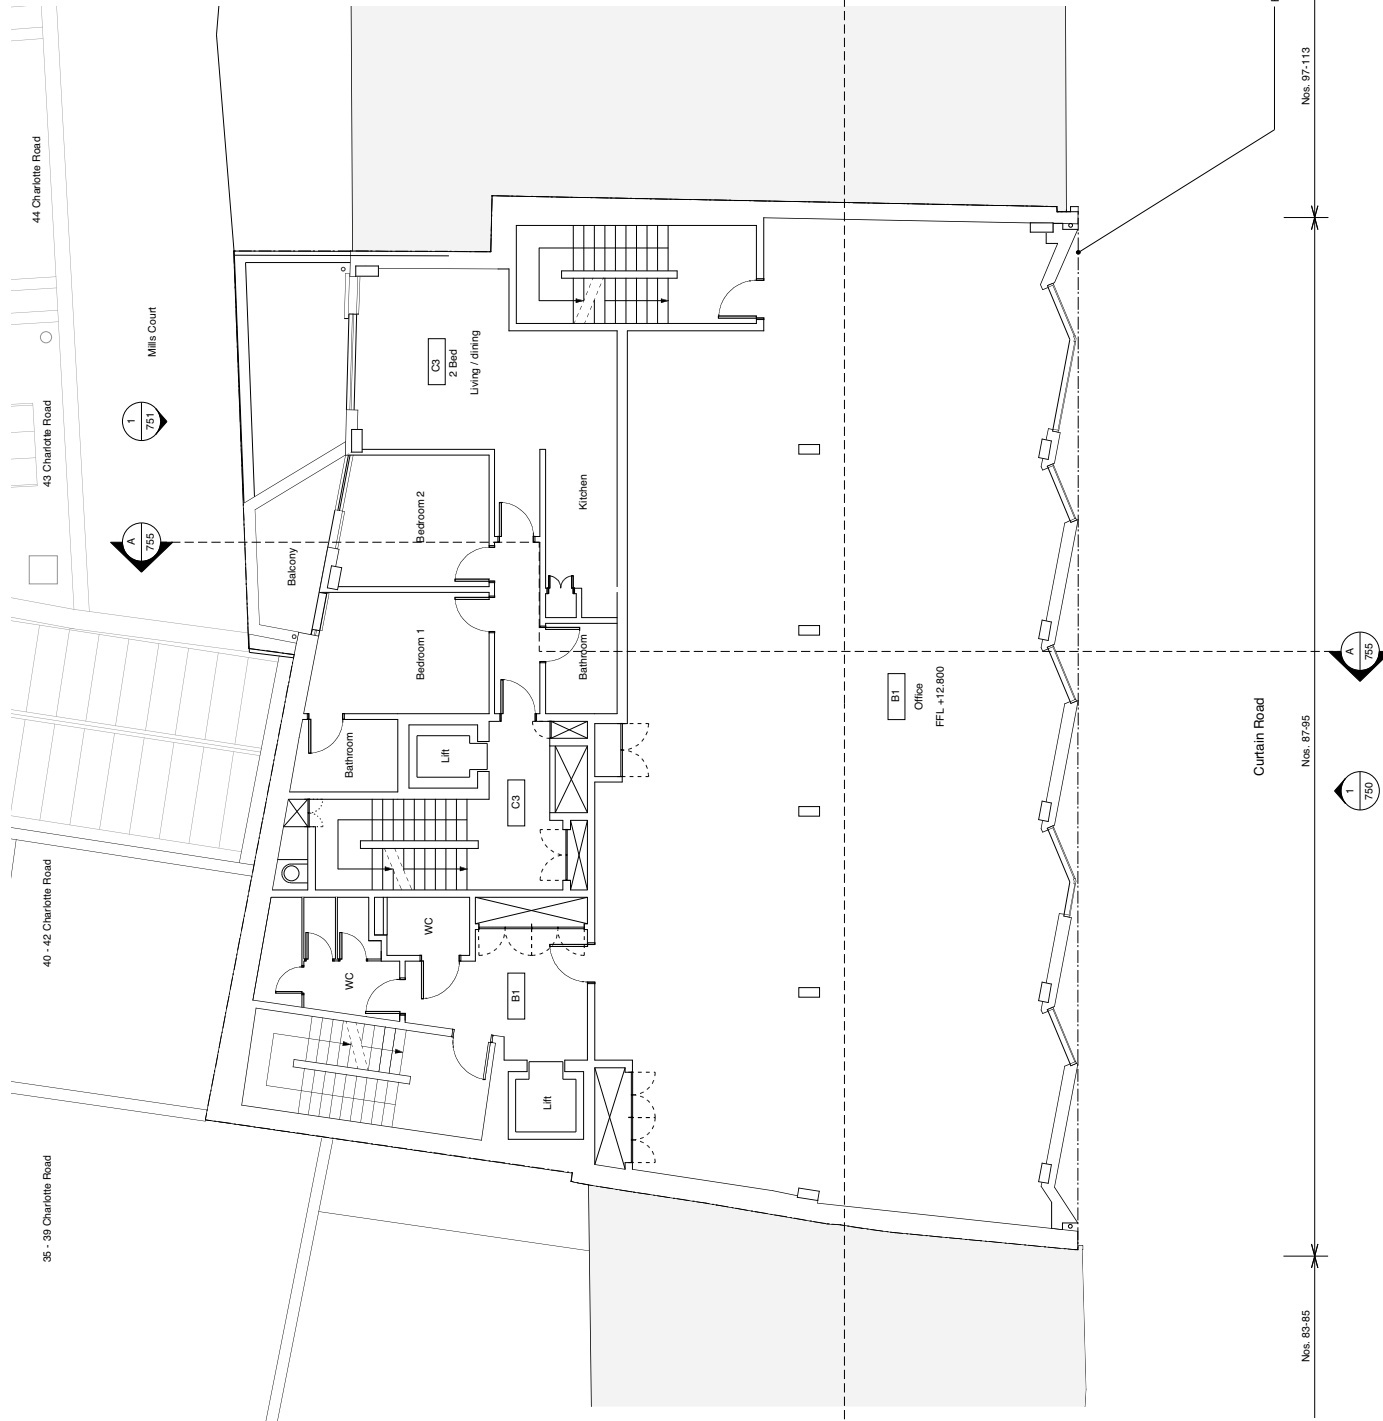 44 Charlotte Road
Mills Court
43 Charlotte Road
40 - 42 Charlotte Road
35 - 39 Charlotte Road
1
751
A
755
C3
2 Bed
Living / dining
Kitchen
Bedroom 2
Balcony
Bedroom 1
Bathroom
Bathroom
Lift
C3
WC
WC
B1
Lift
B1
Office
FFL +12.800
A
755
1
750
Curtain Road
Nos. 97-113
Nos. 87-95
Nos. 83-85